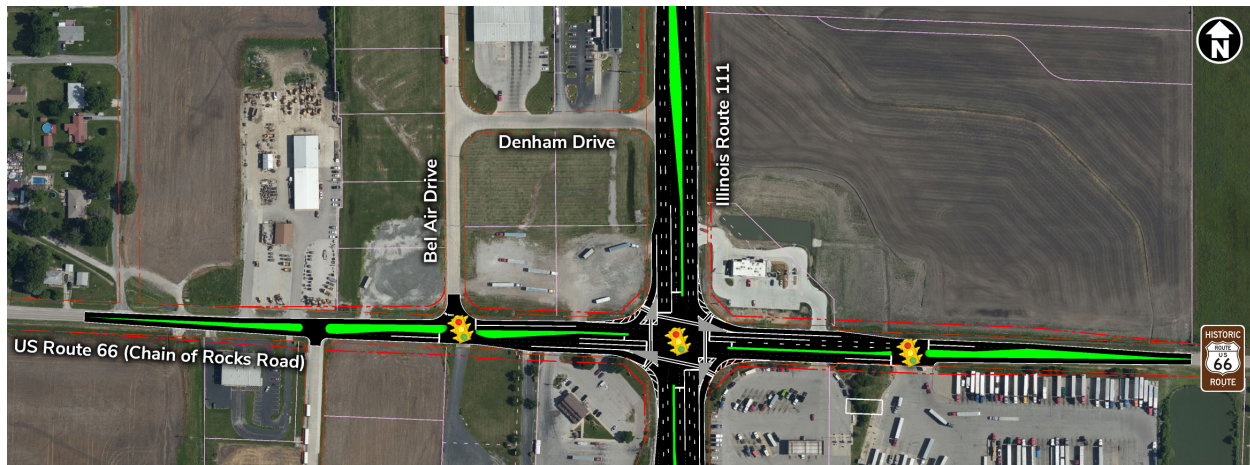 N
Denham Drive
Illinois Route 111
Bel Air Drive
US Route 66 (Chain of Rocks Road)
HISTORIC
ROUTE
US
66
ROUTE